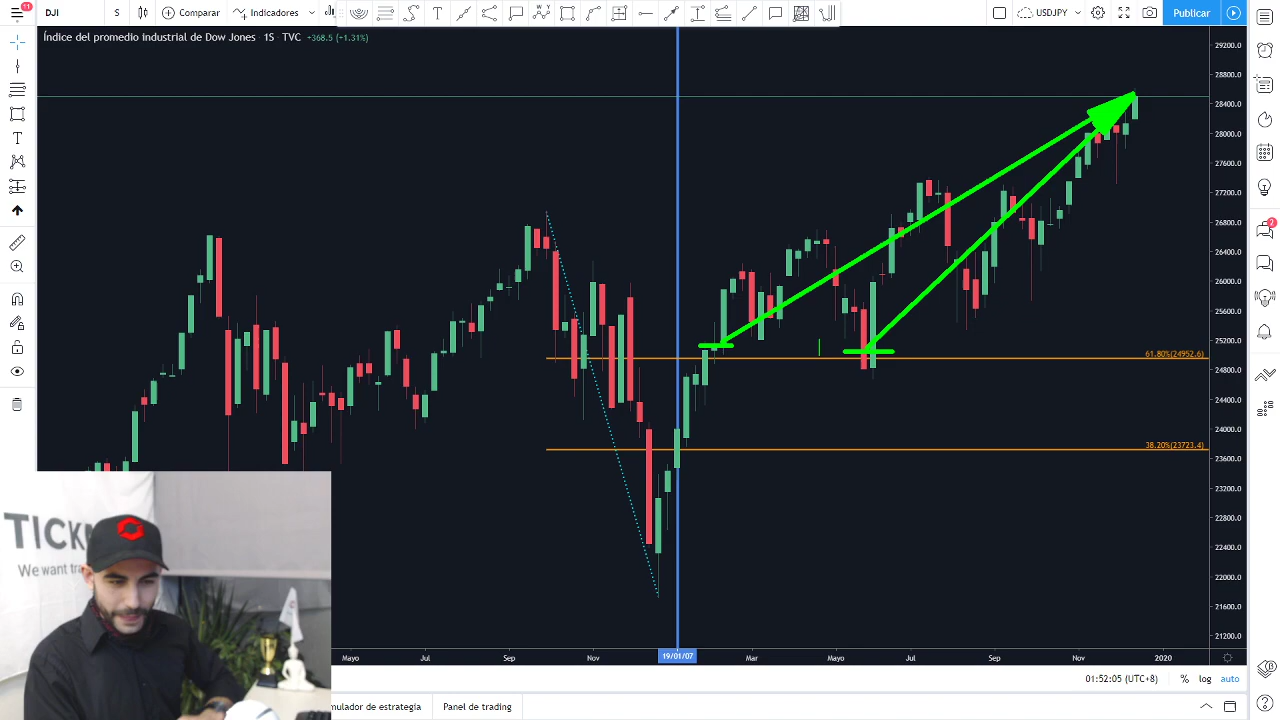 11
DJI
S
Comparar
Indicadores
USDJPY
Publicar
Índice del promedio industrial de Dow Jones · 1S · TVC +368.5 (+1.31%)
29200.0
28800.0
28400.0
28000.0
27600.0
27200.0
26800.0
26400.0
26000.0
25600.0
25200.0
24800.0
24400.0
24000.0
23600.0
23200.0
22800.0
22400.0
22000.0
21600.0
21200.0
61.80%(24952.6)
38.20%(23723.4)
2
TICK
We want tra
Mayo
Jul
Sep
Nov
19/01/07
Mar
Mayo
Jul
Sep
Nov
2020
01:52:05 (UTC+8)
%
log
auto
mulador de estrategia
Panel de trading